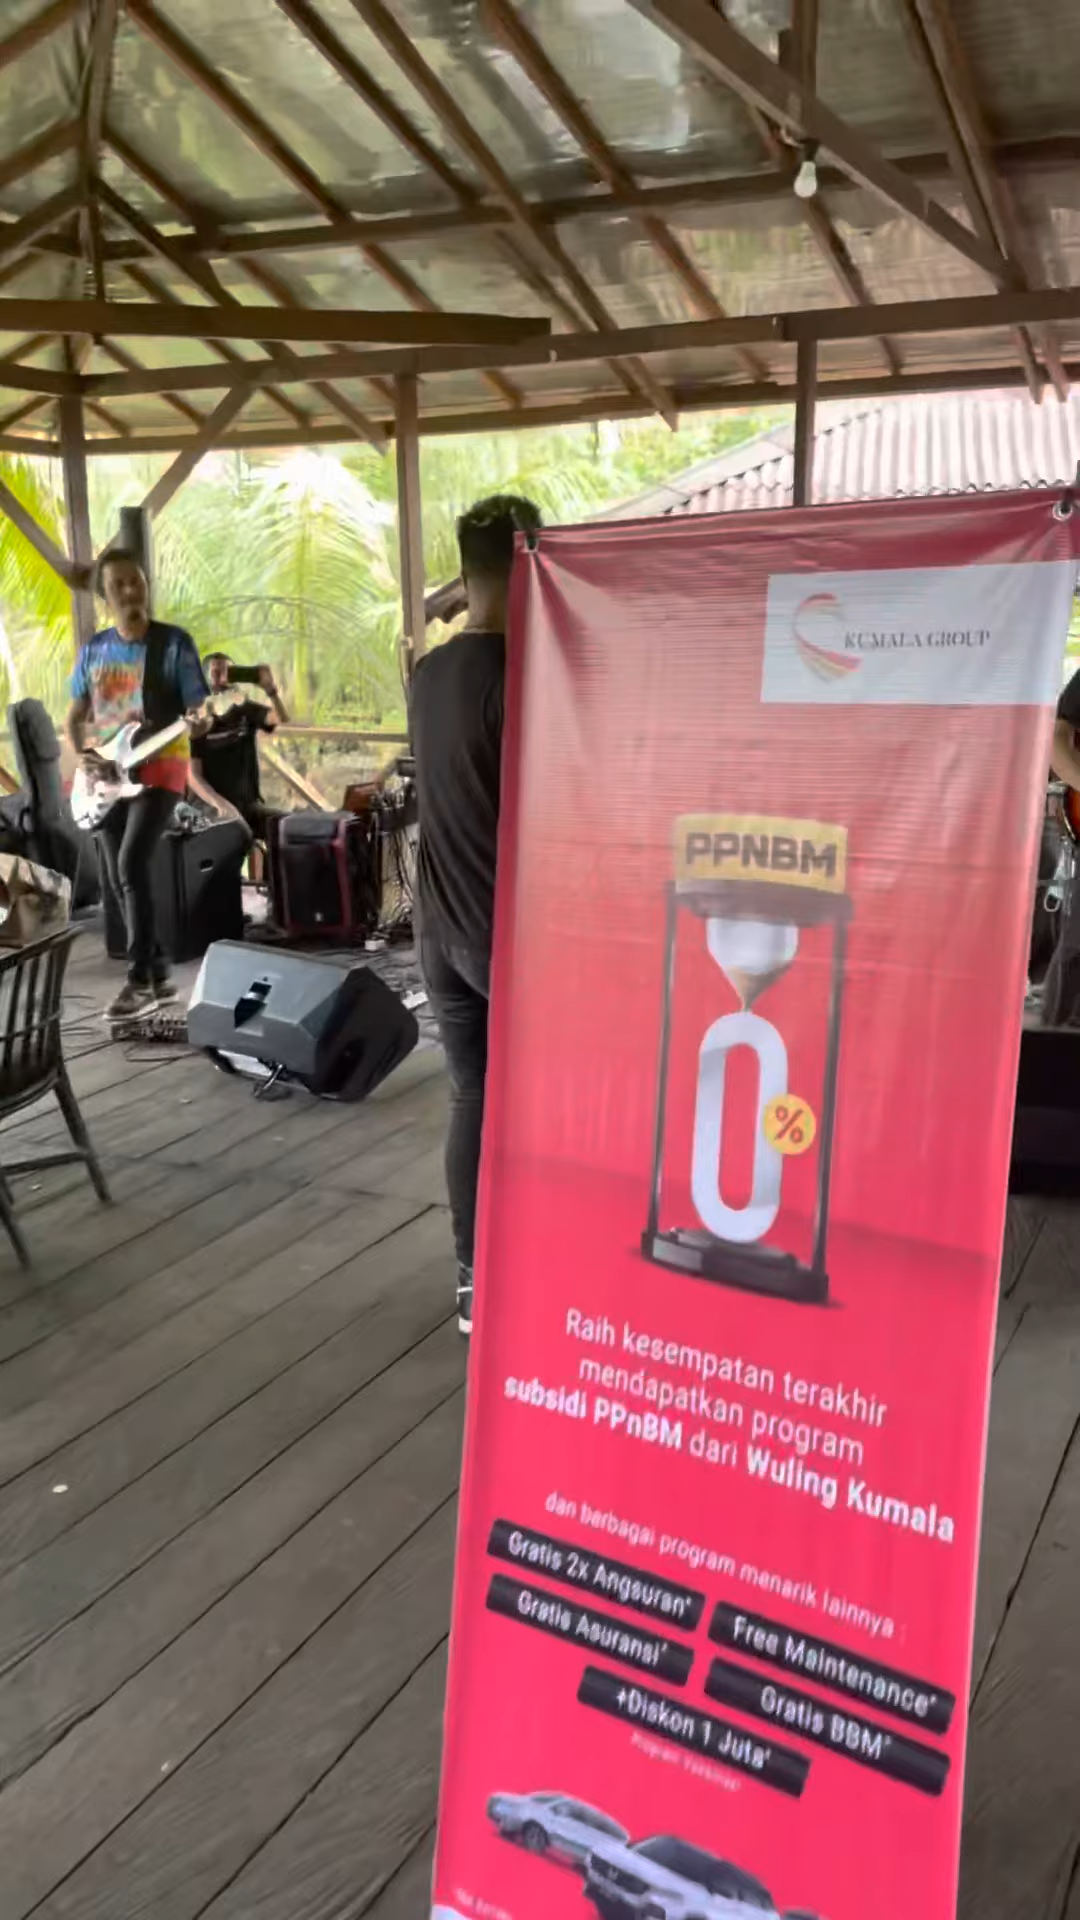 KUMALA GROUP
PPNBM
0%
Raih kesempatan terakhir
mendapatkan program
subsidi PPnBM dari Wuling Kumala
dan berbagai program menarik lainnya :
Gratis 2x Angsuran*
Free Maintenance*
Gratis Asuransi*
Gratis BBM*
+Diskon 1 Juta*